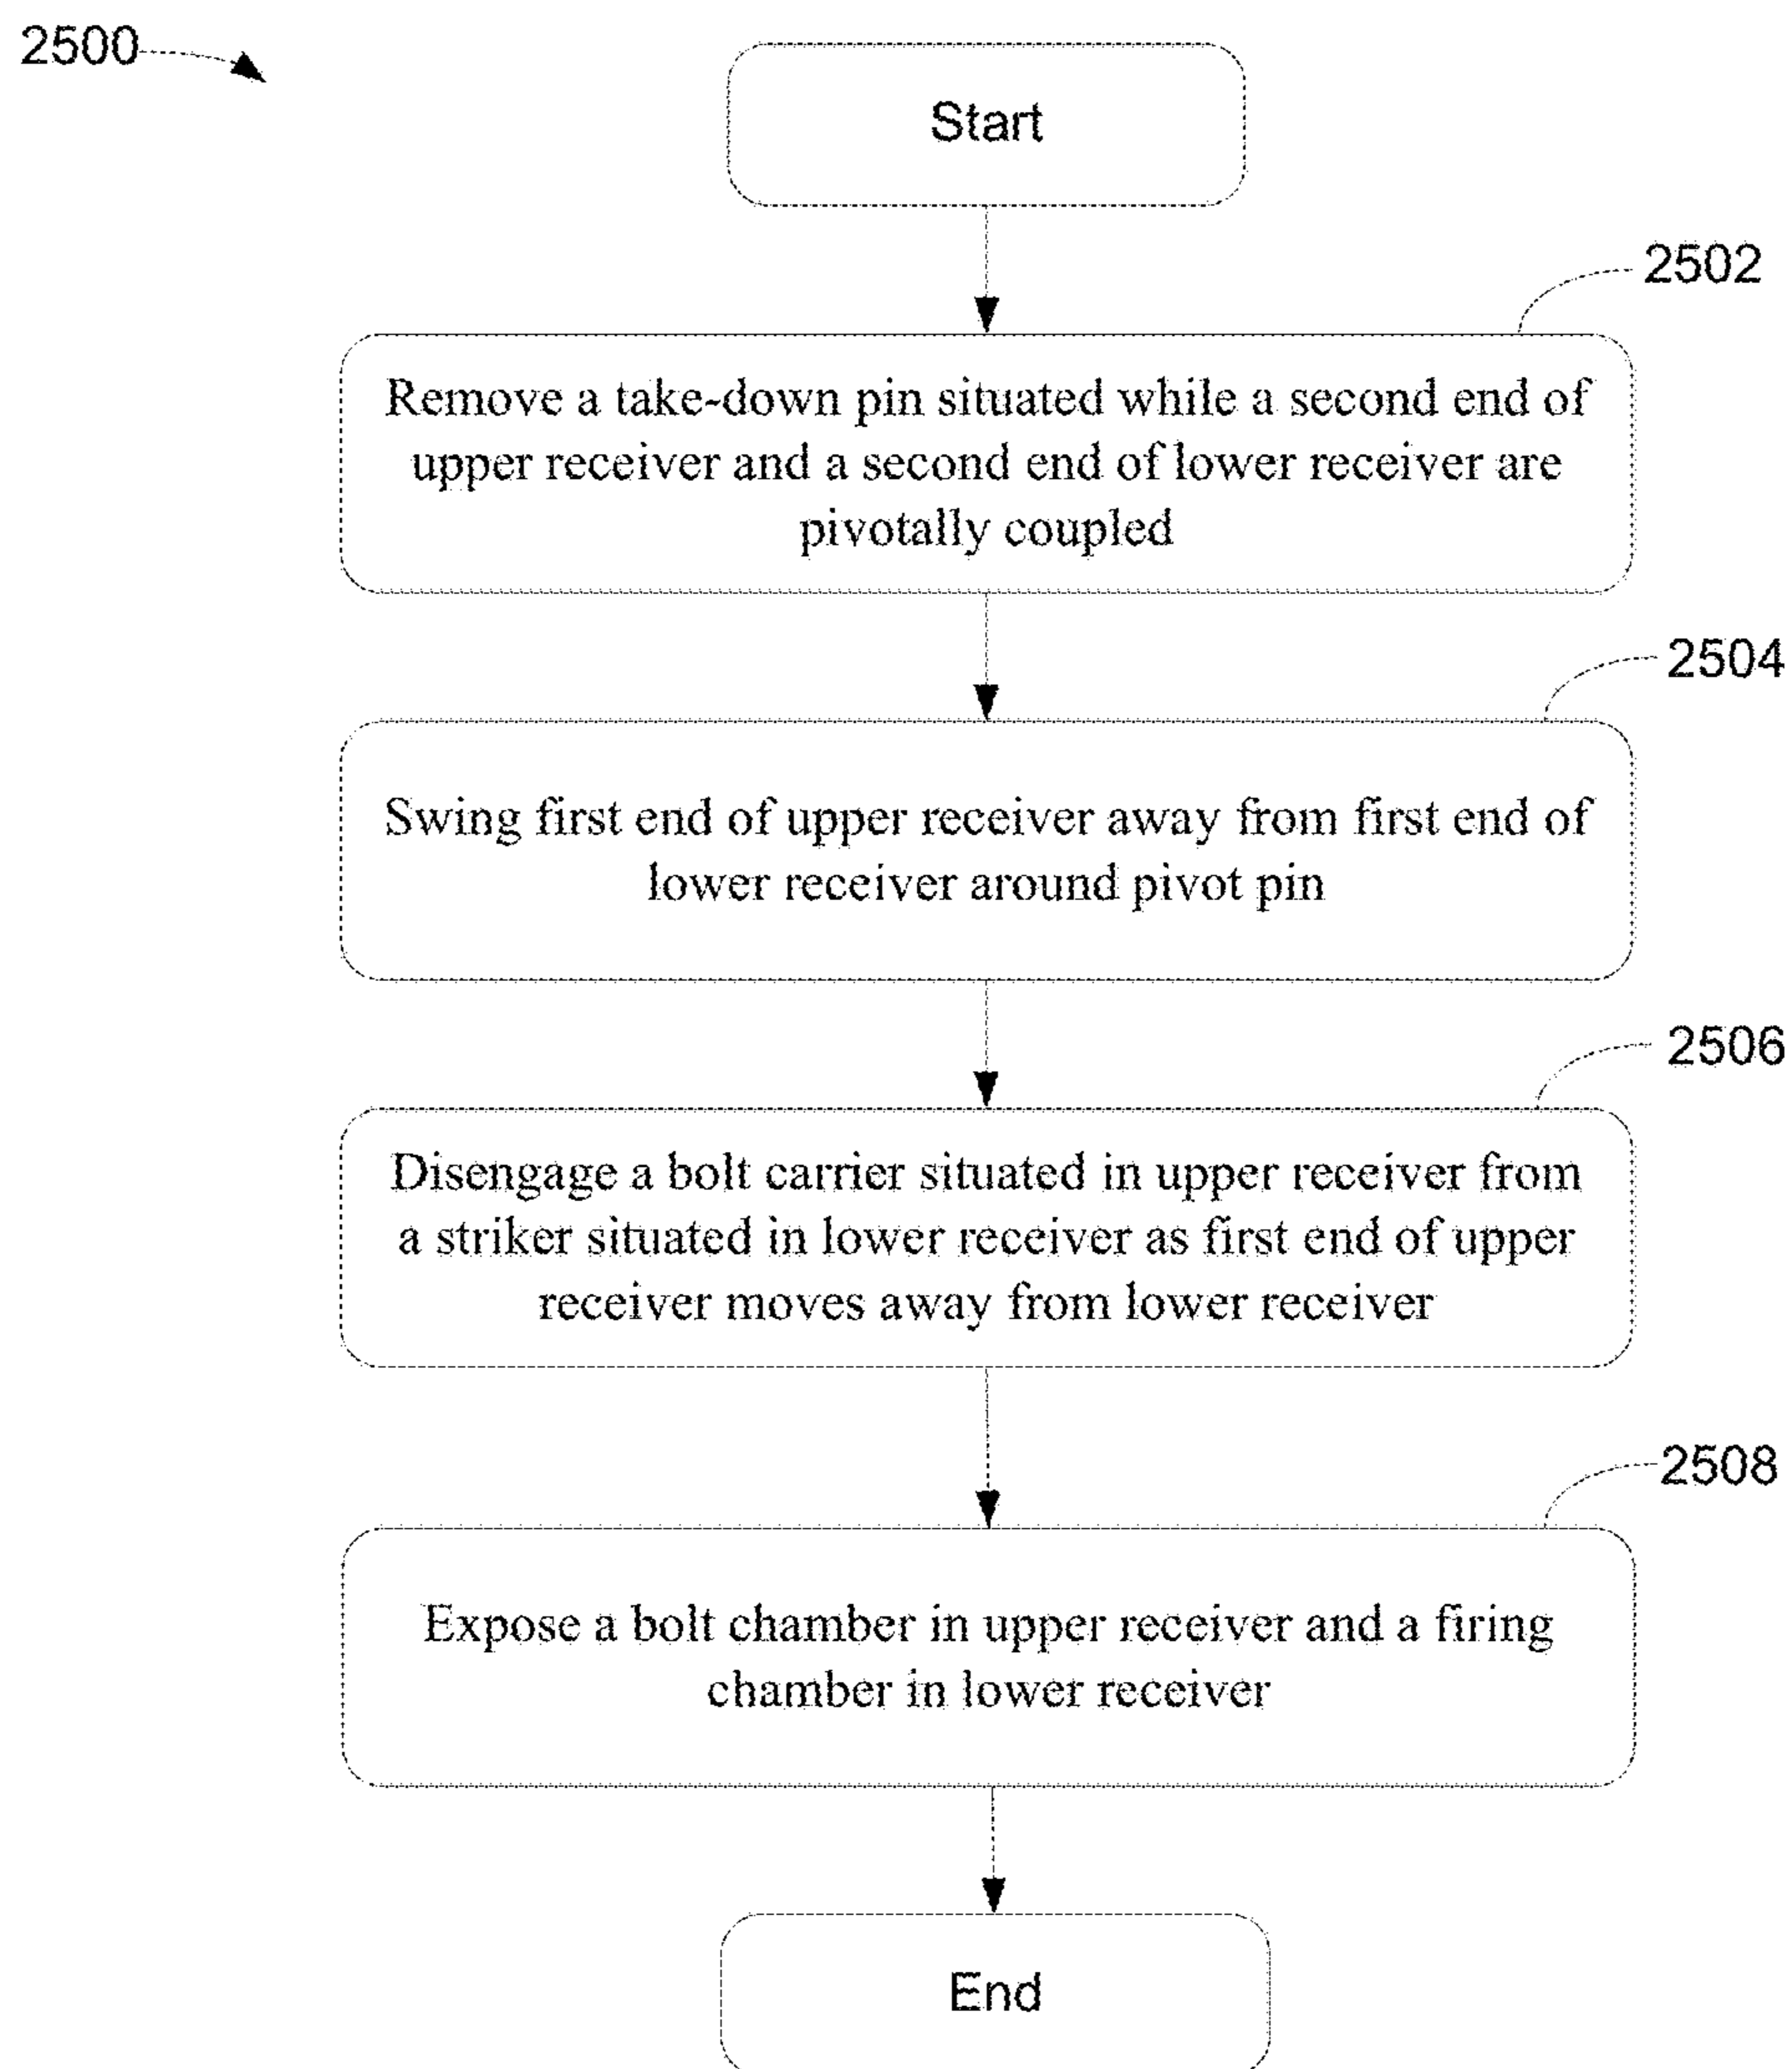 2500
Start
2502
Remove a take-down pin situated while a second end of
upper receiver and a second end of lower receiver are
pivotally coupled
2504
Swing first end of upper receiver away from first end of
lower receiver around pivot pin
2506
Disengage a bolt carrier situated in upper receiver from
a striker situated in lower receiver as first end of upper
receiver moves away from lower receiver
2508
Expose a bolt chamber in upper receiver and a firing
chamber in lower receiver
End